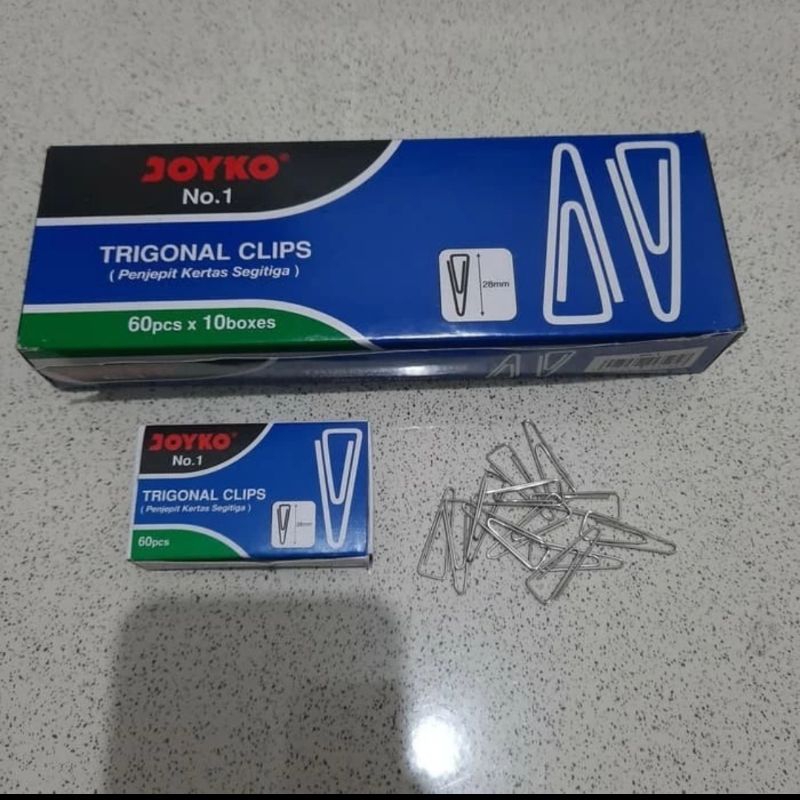 JOYKO®
No.1
TRIGONAL CLIPS
( Penjepit Kertas Segitiga )
28mm
60pcs x 10boxes
JOYKO®
No.1
TRIGONAL CLIPS
( Penjepit Kertas Segitiga )
28mm
60pcs